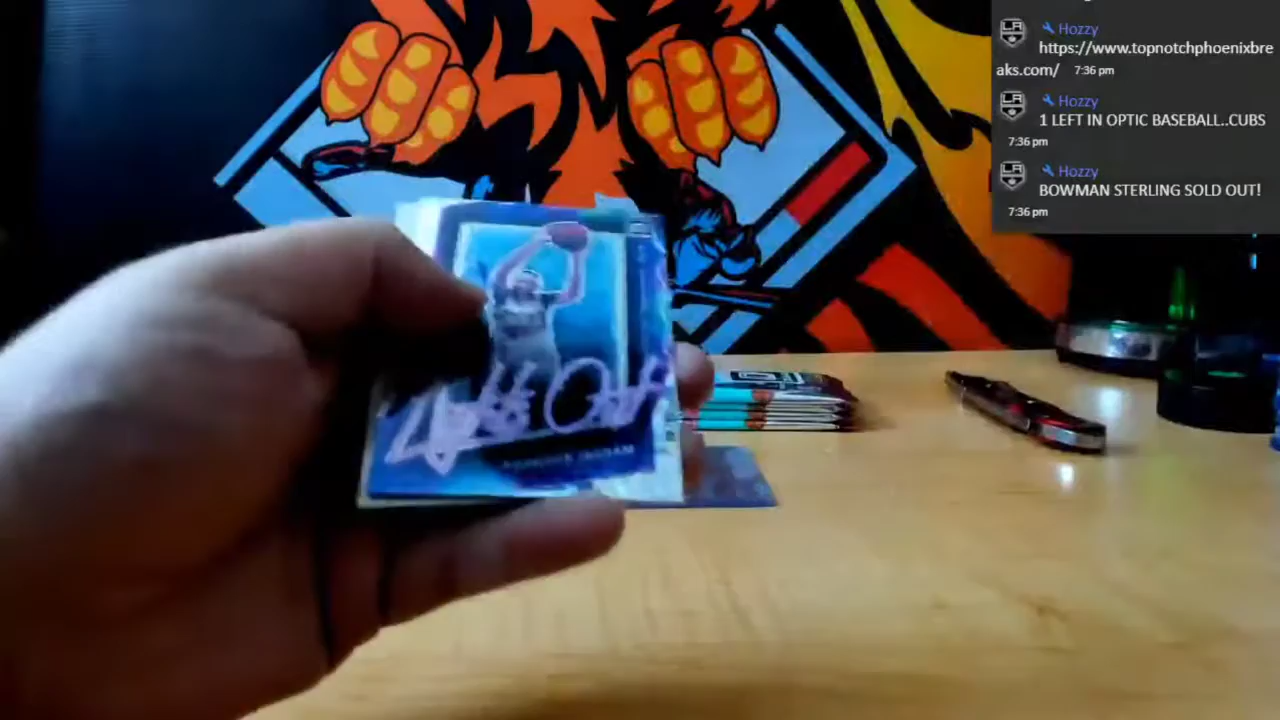 Hozzy
https://www.topnotchphoenixbre
aks.com/ 7:36 pm
Hozzy
1 LEFT IN OPTIC BASEBALL..CUBS
7:36 pm
Hozzy
BOWMAN STERLING SOLD OUT!
7:36 pm
INGRAM